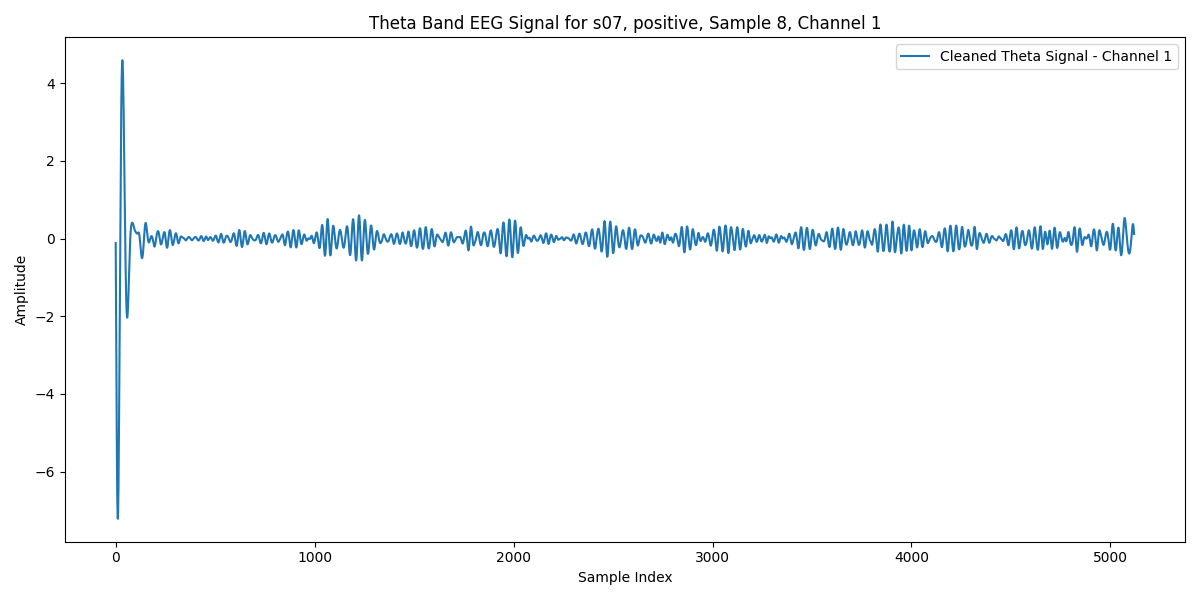 Theta Band EEG Signal for s07, positive, Sample 8, Channel 1
Cleaned Theta Signal - Channel 1
Amplitude
4
2
0
−2
−4
−6
0 1000 2000 3000 4000 5000
Sample Index